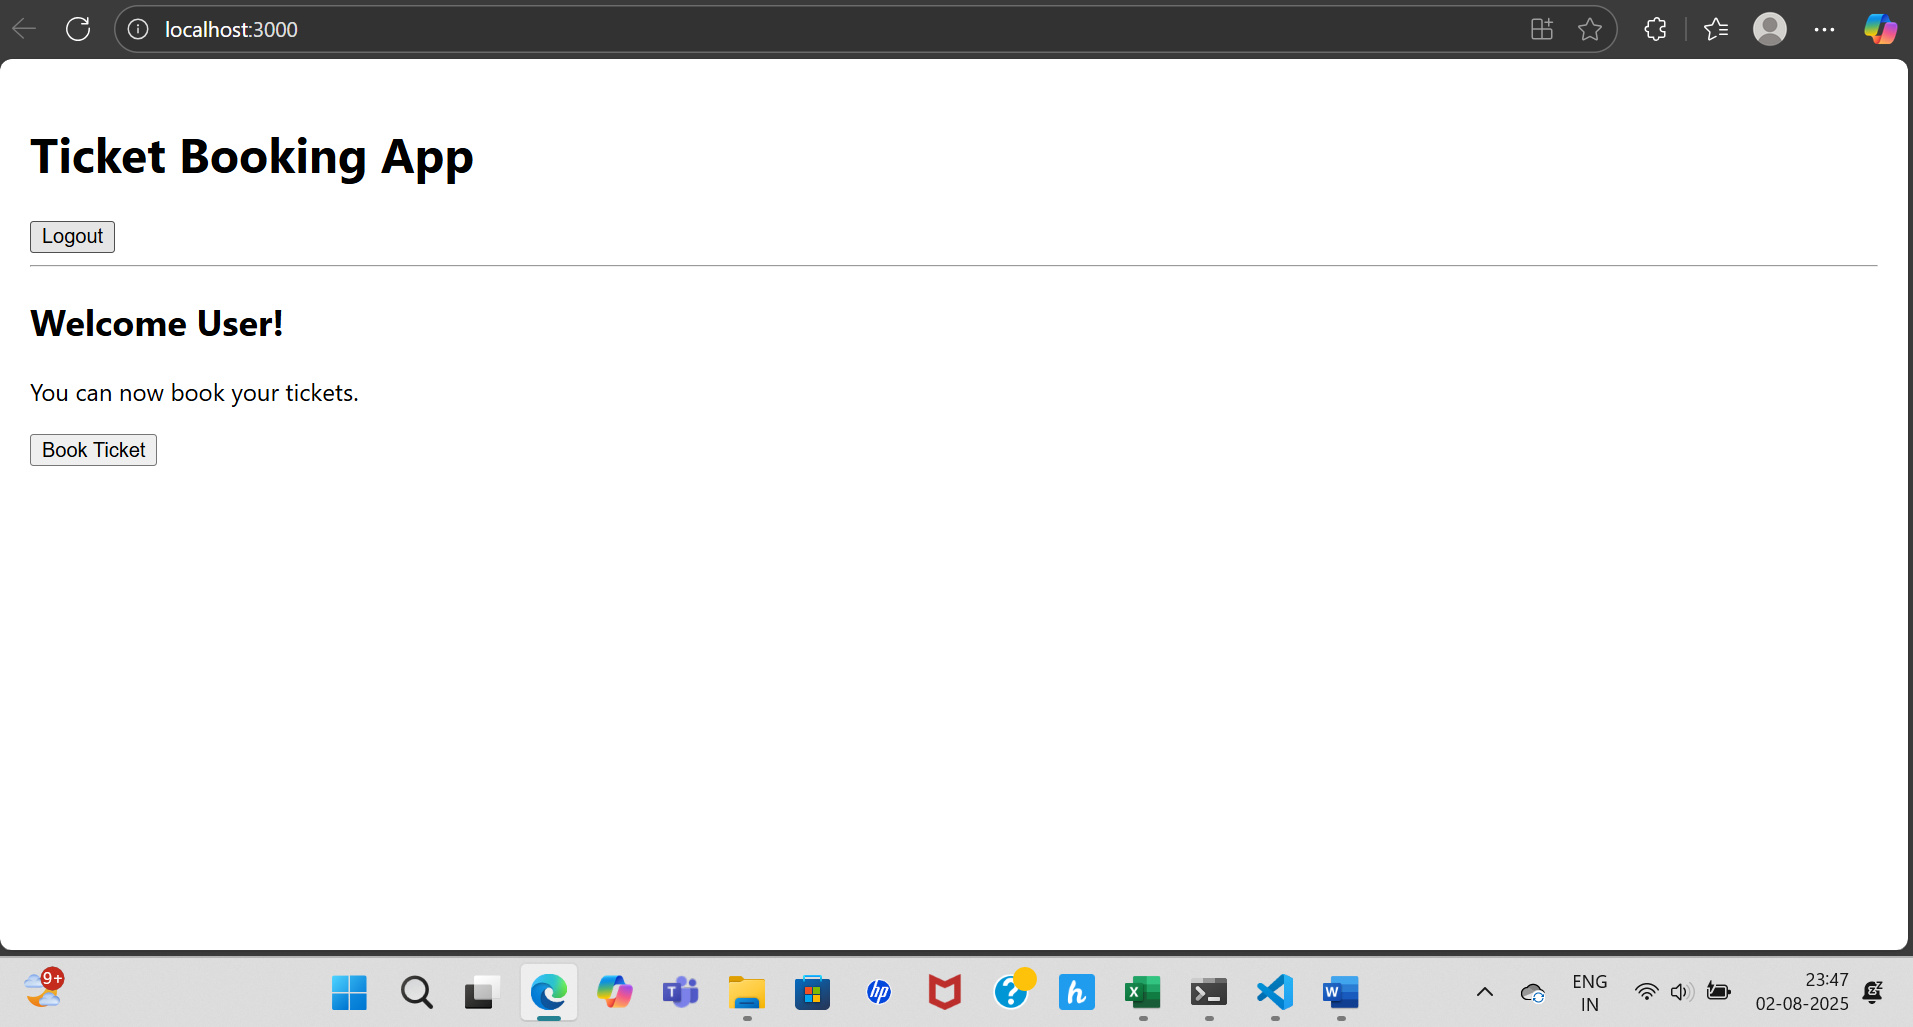 localhost:3000
Ticket Booking App
Logout
Welcome User!
You can now book your tickets.
Book Ticket
9+
T
hp
?
h
X
W
ENG
IN
23:47
02-08-2025